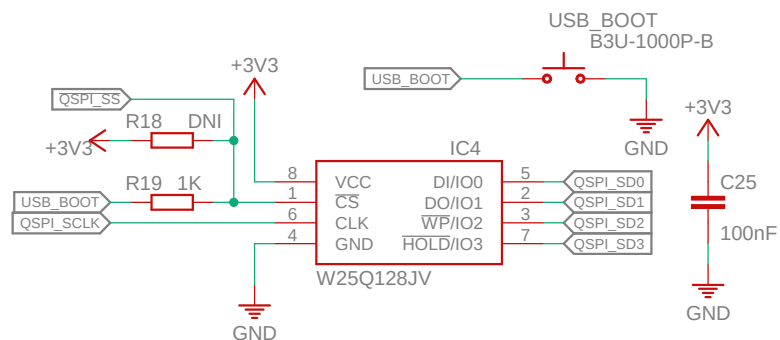 USB_BOOT
B3U-1000P-B
+3V3
USB_BOOT
QSPI_SS
+3V3
R18 DNI
GND
IC4
+3V3
C25
R19 1K
8 VCC DI/IO0 5 QSPI_SD0
USB_BOOT 1 CS DO/IO1 2 QSPI_SD1
QSPI_SCLK 6 CLK WP/IO2 3 QSPI_SD2
4 GND HOLD/IO3 7 QSPI_SD3
100nF
W25Q128JV
GND
GND